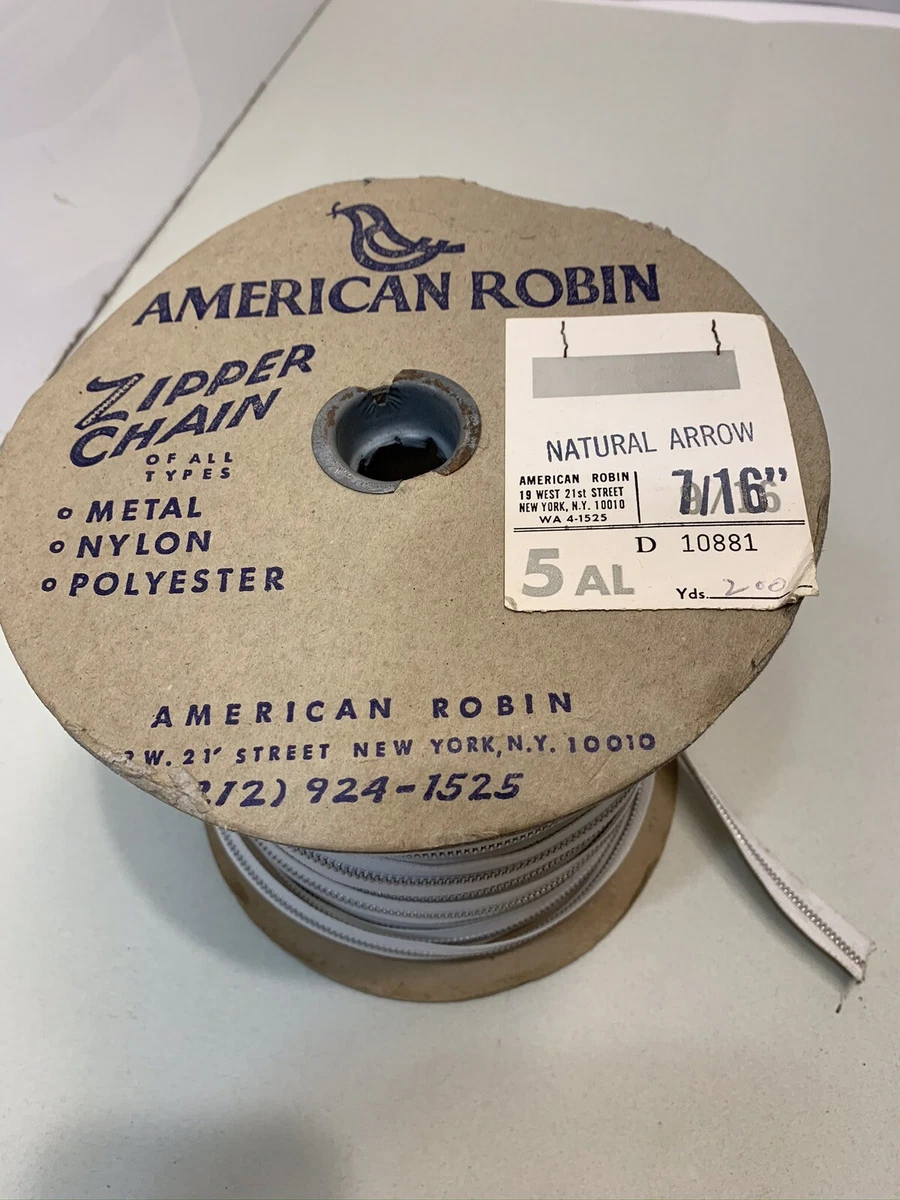 AMERICAN ROBIN
ZIPPER
CHAIN
OF ALL
TYPES
METAL
NYLON
POLYESTER
NATURAL ARROW
AMERICAN ROBIN
19 WEST 21st STREET
NEW YORK, N.Y. 10010
WA 4-1525
7/16"
D 10881
5 AL
Yds. 200
AMERICAN ROBIN
W. 21' STREET NEW YORK, N.Y. 10010
212) 924-1525